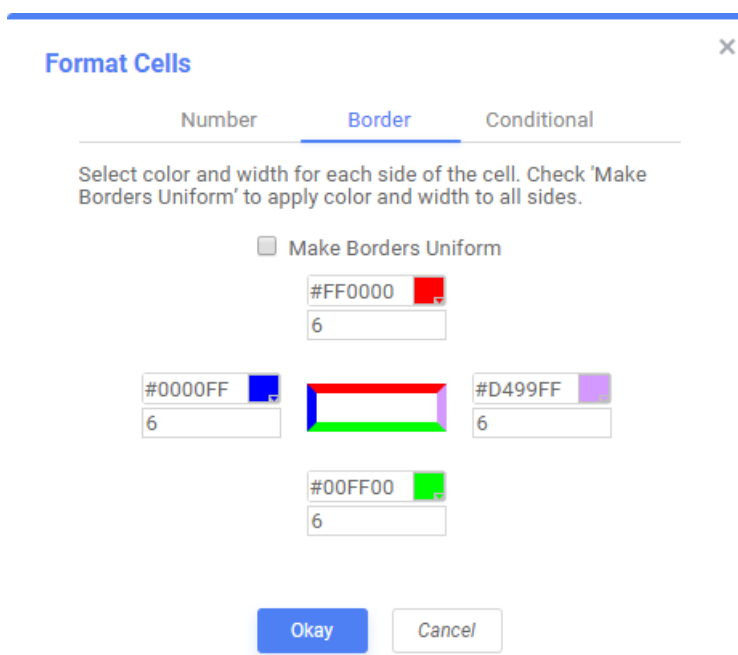 Format Cells
×
Number Border Conditional
Select color and width for each side of the cell. Check 'Make
Borders Uniform' to apply color and width to all sides.
Make Borders Uniform
#FF0000
6
#0000FF #D499FF
6 6
#00FF00
6
Okay Cancel